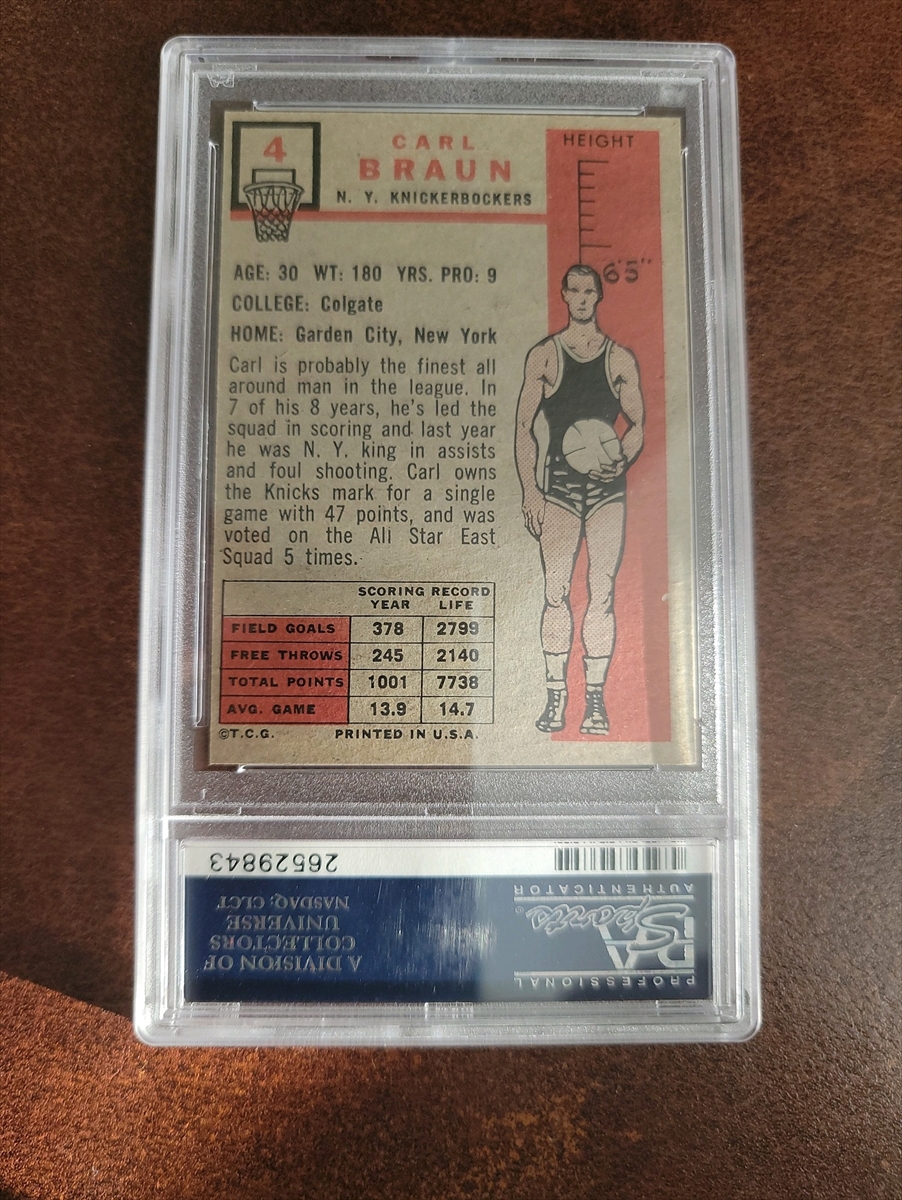 4
CARL
BRAUN
N. Y. KNICKERBOCKERS
HEIGHT
6'5"
AGE: 30 WT: 180 YRS. PRO: 9
COLLEGE: Colgate
HOME: Garden City, New York
Carl is probably the finest all
around man in the league. In
7 of his 8 years, he's led the
squad in scoring and last year
he was N. Y. king in assists
and foul shooting. Carl owns
the Knicks mark for a single
game with 47 points, and was
voted on the All Star East
Squad 5 times.
SCORING RECORD
YEAR LIFE
FIELD GOALS 378 2799
FREE THROWS 245 2140
TOTAL POINTS 1001 7738
AVG. GAME 13.9 14.7
©T.C.G. PRINTED IN U.S.A.
PROFESSIONAL
PSA
Sports®
AUTHENTICATOR
A DIVISION OF
COLLECTORS
UNIVERSE
NASDAQ: CLCT
26529843